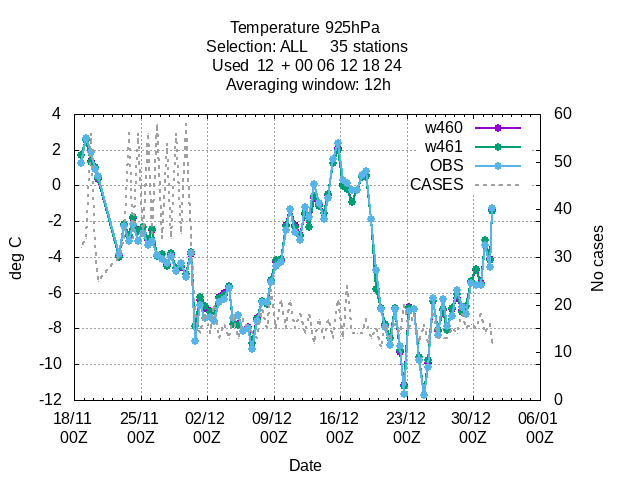 Temperature 925hPa
Selection: ALL     35 stations
Used  12  + 00 06 12 18 24
Averaging window: 12h
w460
w461
OBS
CASES
deg C
4
2
0
-2
-4
-6
-8
-10
-12
No cases
60
50
40
30
20
10
0
18/11 25/11 02/12 09/12 16/12 23/12 30/12 06/01
00Z 00Z 00Z 00Z 00Z 00Z 00Z 00Z
Date